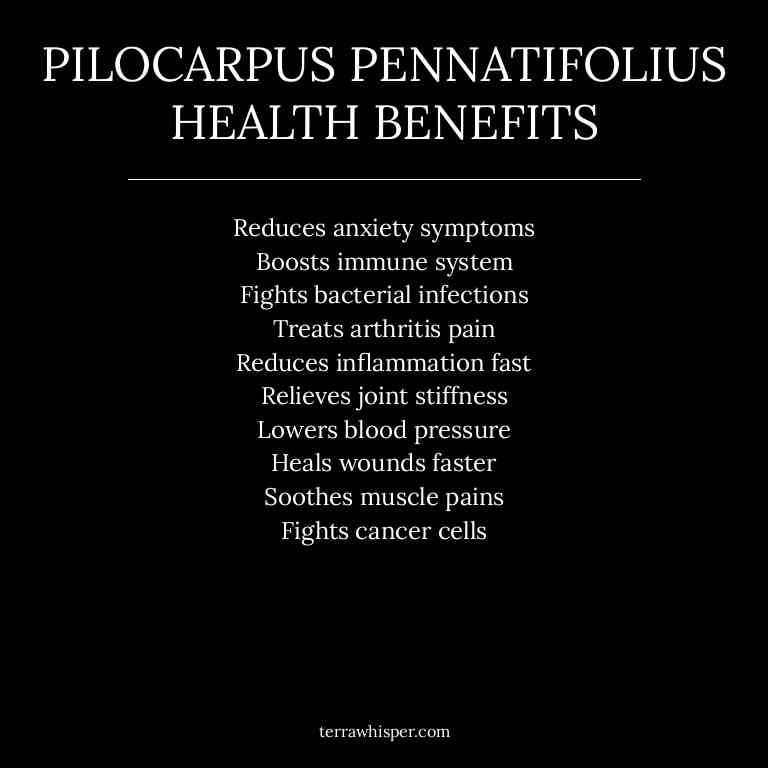 PILOCARPUS PENNATIFOLIUS
HEALTH BENEFITS
Reduces anxiety symptoms
Boosts immune system
Fights bacterial infections
Treats arthritis pain
Reduces inflammation fast
Relieves joint stiffness
Lowers blood pressure
Heals wounds faster
Soothes muscle pains
Fights cancer cells
terrawhisper.com